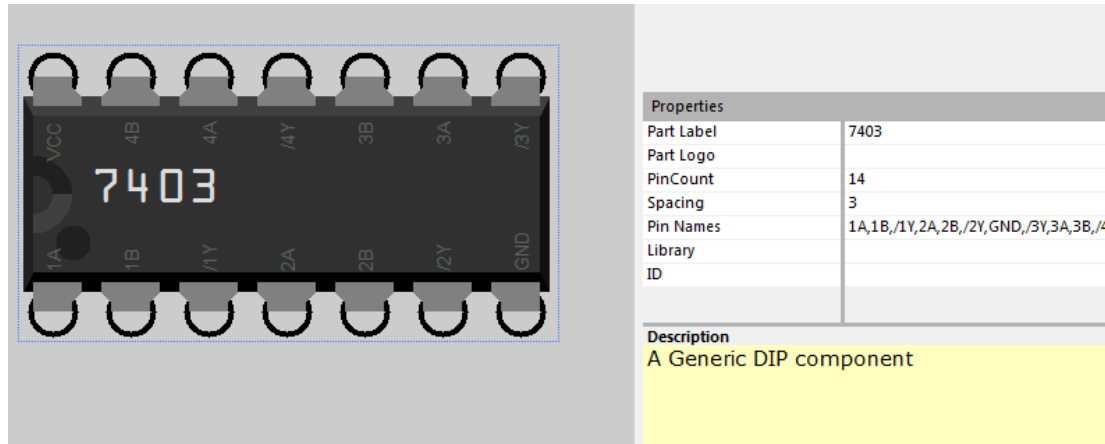 VCC 4B 4A /4Y 3B 3A /3Y
7403
1A 1B /1Y 2A 2B /2Y GND
Properties
Part Label 7403
Part Logo
PinCount 14
Spacing 3
Pin Names 1A,1B,/1Y,2A,2B,/2Y,GND,/3Y,3A,3B,/4
Library
ID
Description
A Generic DIP component